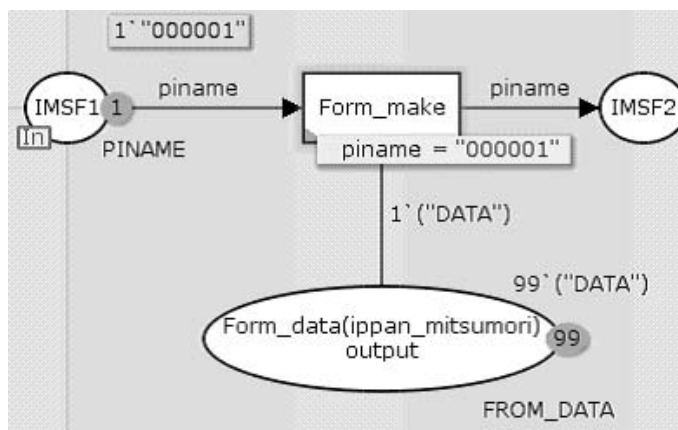 1`"000001"
piname
piname
IMSF1
1
Form_make
IMSF2
In
PINAME
piname = "000001"
1`("DATA")
99`("DATA")
Form_data(ippan_mitsumori)
output
99
FROM_DATA